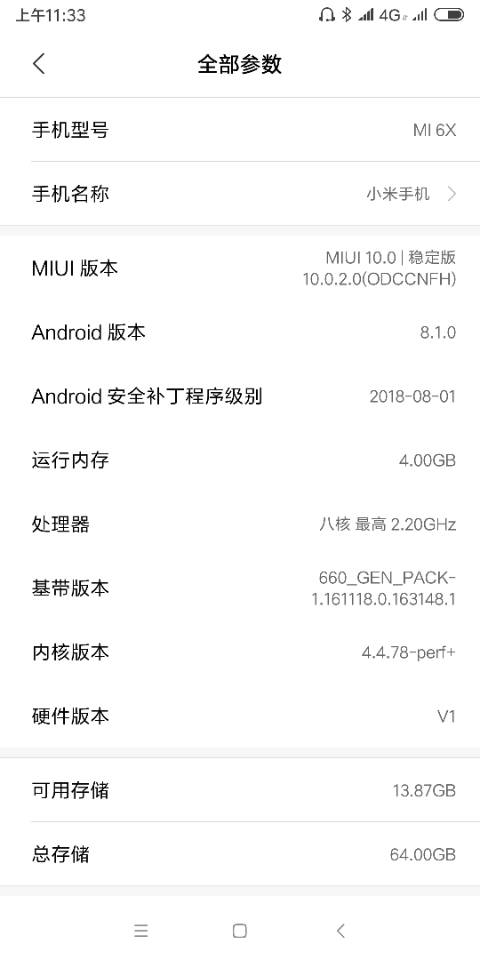 上午11:33 4G
全部参数
手机型号 MI 6X
手机名称 小米手机
MIUI 版本 MIUI 10.0 | 稳定版
10.0.2.0(ODCCNFH)
Android 版本 8.1.0
Android 安全补丁程序级别 2018-08-01
运行内存 4.00GB
处理器 八核 最高 2.20GHz
基带版本 660_GEN_PACK-
1.161118.0.163148.1
内核版本 4.4.78-perf+
硬件版本 V1
可用存储 13.87GB
总存储 64.00GB